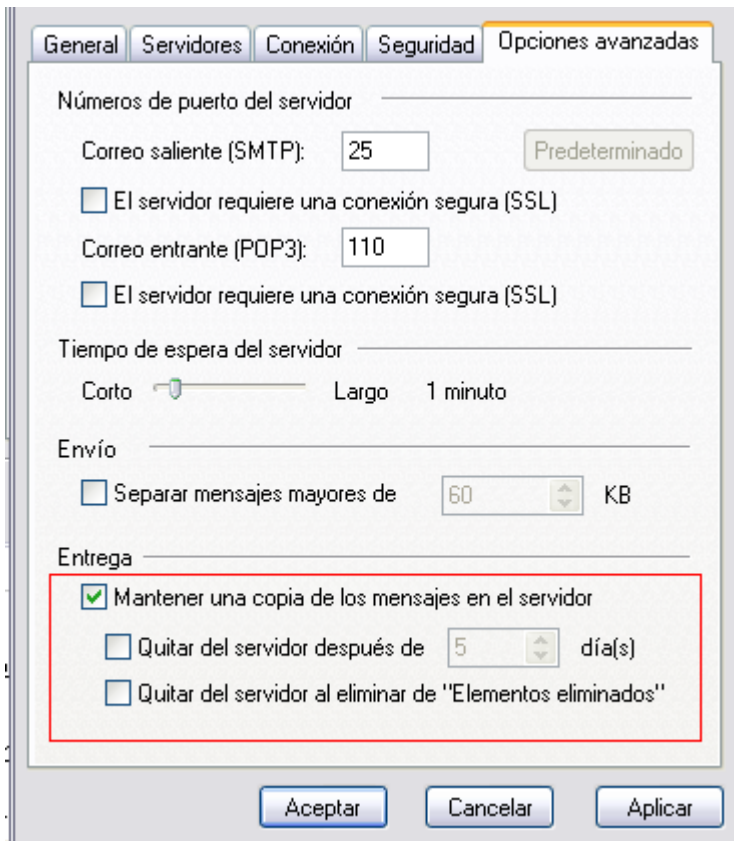 General Servidores Conexión Seguridad Opciones avanzadas
Números de puerto del servidor
Correo saliente (SMTP): 25 Predeterminado
El servidor requiere una conexión segura (SSL)
Correo entrante (POP3): 110
El servidor requiere una conexión segura (SSL)
Tiempo de espera del servidor
Corto Largo 1 minuto
Envío
Separar mensajes mayores de 60 KB
Entrega
Mantener una copia de los mensajes en el servidor
Quitar del servidor después de 5 día(s)
Quitar del servidor al eliminar de "Elementos eliminados"
Aceptar Cancelar Aplicar